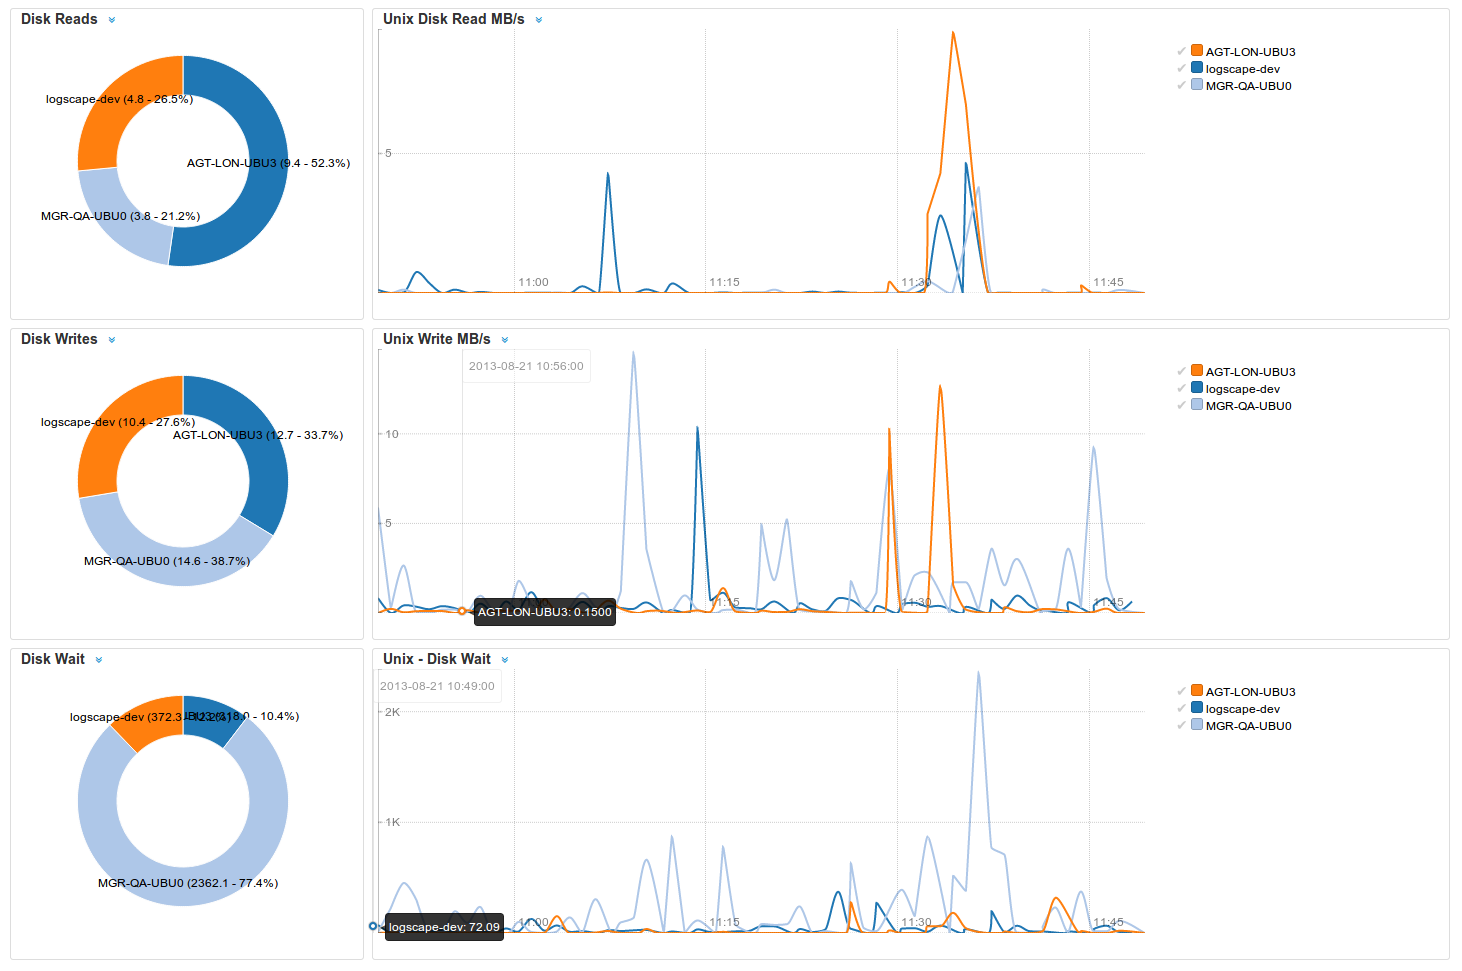 Disk Reads
logscape-dev (4.8 - 26.5%)
AGT-LON-UBU3 (9.4 - 52.3%)
MGR-QA-UBU0 (3.8 - 21.2%)
Unix Disk Read MB/s
5
11:00
11:15
11:30
11:45
AGT-LON-UBU3
logscape-dev
MGR-QA-UBU0
Disk Writes
logscape-dev (10.4 - 27.6%)
AGT-LON-UBU3 (12.7 - 33.7%)
MGR-QA-UBU0 (14.6 - 38.7%)
Unix Write MB/s
2013-08-21 10:56:00
10
5
AGT-LON-UBU3: 0.1500
11:15
11:30
11:45
AGT-LON-UBU3
logscape-dev
MGR-QA-UBU0
Disk Wait
logscape-dev (372.3 - 12.2%)
UBU3 (318.0 - 10.4%)
MGR-QA-UBU0 (2362.1 - 77.4%)
Unix - Disk Wait
2013-08-21 10:49:00
2K
1K
logscape-dev: 72.09
11:00
11:15
11:30
11:45
AGT-LON-UBU3
logscape-dev
MGR-QA-UBU0